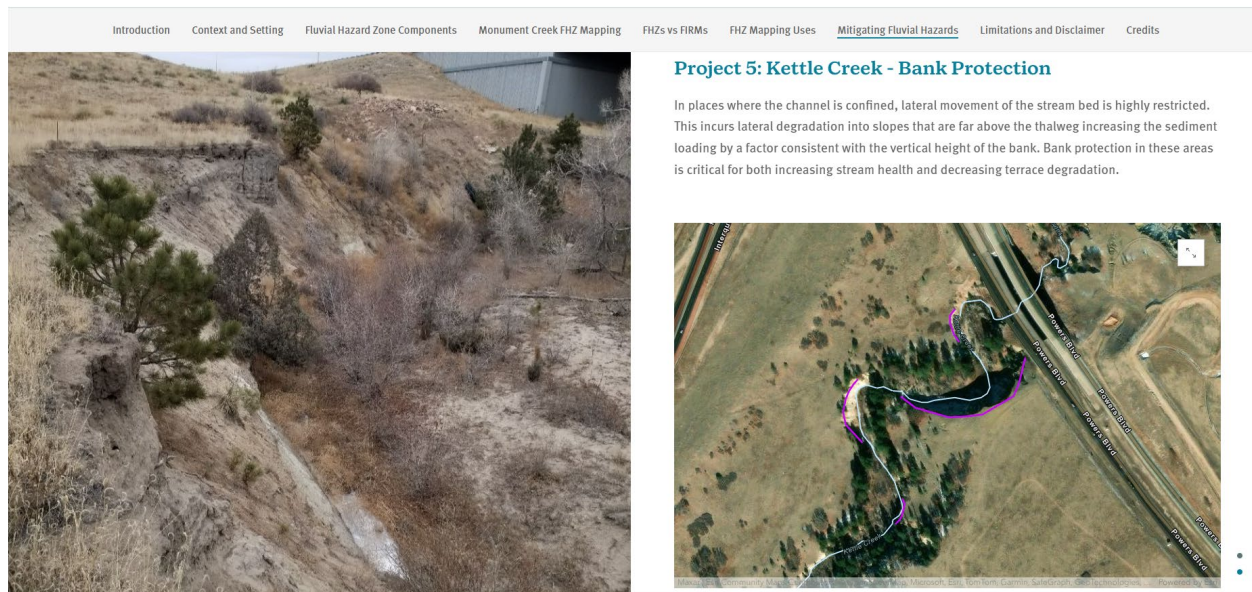 Introduction Context and Setting Fluvial Hazard Zone Components Monument Creek FHZ Mapping FHZs vs FIRMs FHZ Mapping Uses Mitigating Fluvial Hazards Limitations and Disclaimer Credits
Project 5: Kettle Creek - Bank Protection
In places where the channel is confined, lateral movement of the stream bed is highly restricted.
This incurs lateral degradation into slopes that are far above the thalweg increasing the sediment
loading by a factor consistent with the vertical height of the bank. Bank protection in these areas
is critical for both increasing stream health and decreasing terrace degradation.
Powers Blvd
Powers Blvd
Powers Blvd
Powers Blvd
Powers Blvd
Kettle Creek
Microsoft, Esri, TomTom, Garmin, SafeGraph, GeoTechnologies, ... Powered by Esri